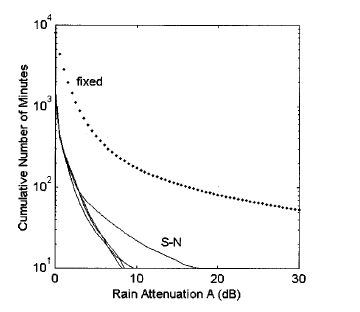 10^4
fixed
10^3
Cumulative Number of Minutes
10^2
S-N
10^1
0 10 20 30
Rain Attenuation A (dB)